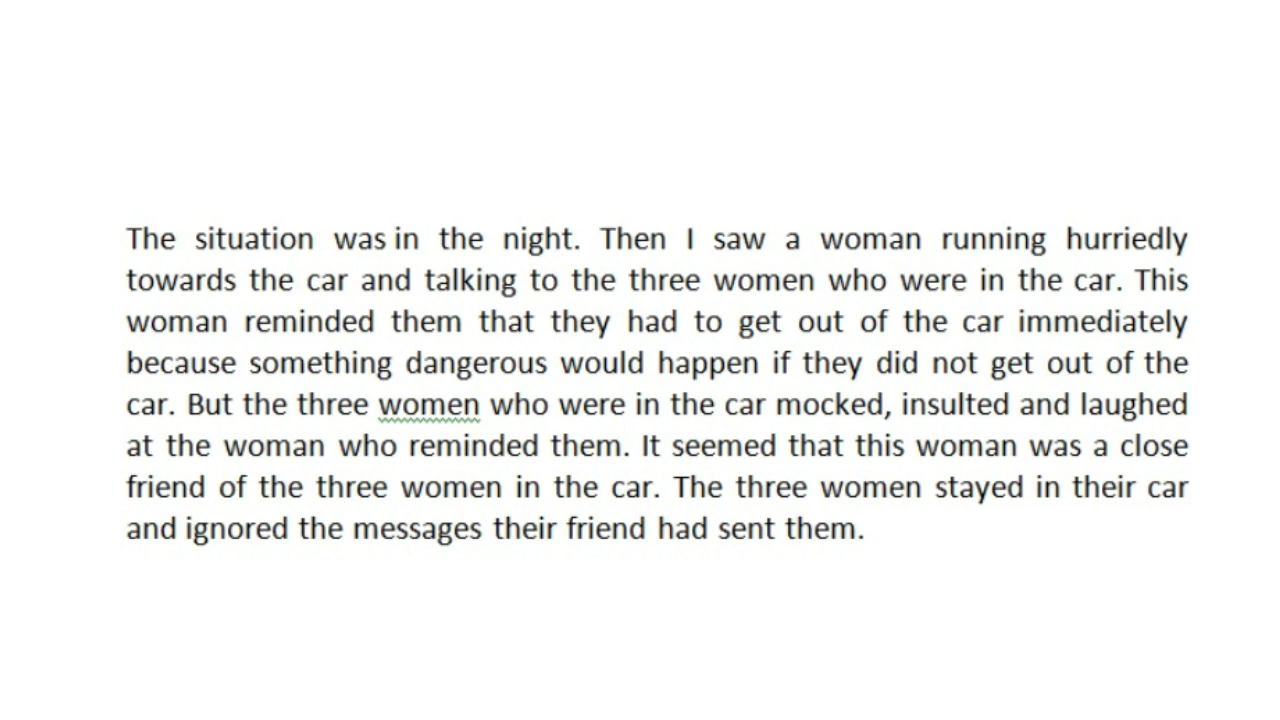 The situation was in the night. Then I saw a woman running hurriedly
towards the car and talking to the three women who were in the car. This
woman reminded them that they had to get out of the car immediately
because something dangerous would happen if they did not get out of the
car. But the three women who were in the car mocked, insulted and laughed
at the woman who reminded them. It seemed that this woman was a close
friend of the three women in the car. The three women stayed in their car
and ignored the messages their friend had sent them.